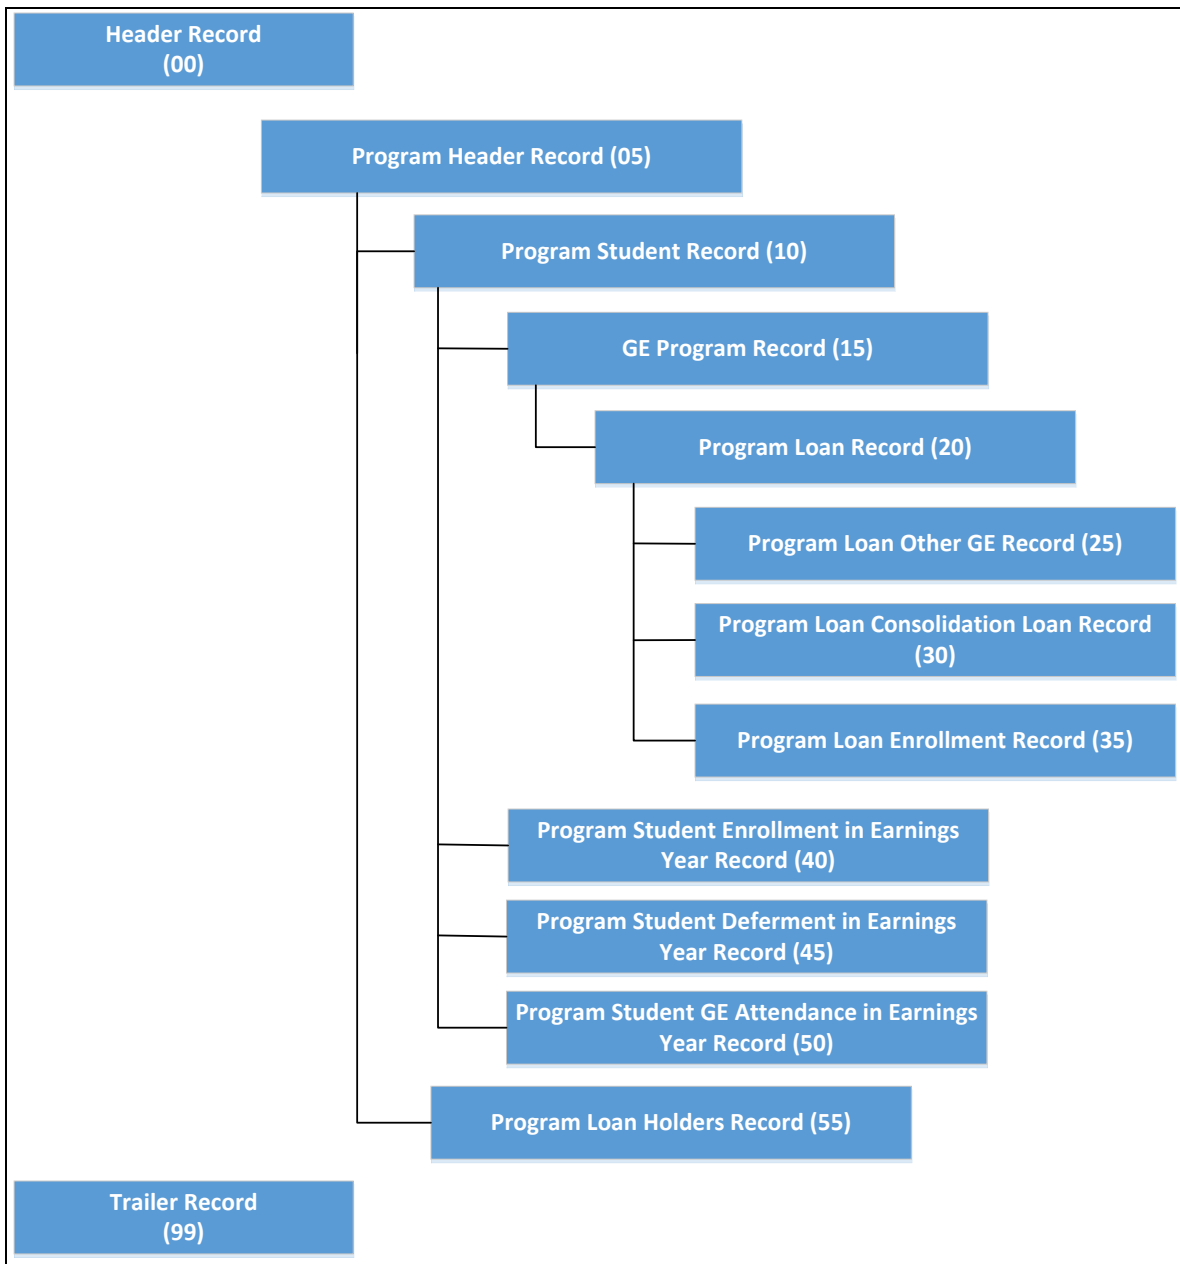 Header Record
(00)
Program Header Record (05)
Program Student Record (10)
GE Program Record (15)
Program Loan Record (20)
Program Loan Other GE Record (25)
Program Loan Consolidation Loan Record
(30)
Program Loan Enrollment Record (35)
Program Student Enrollment in Earnings
Year Record (40)
Program Student Deferment in Earnings
Year Record (45)
Program Student GE Attendance in Earnings
Year Record (50)
Program Loan Holders Record (55)
Trailer Record
(99)